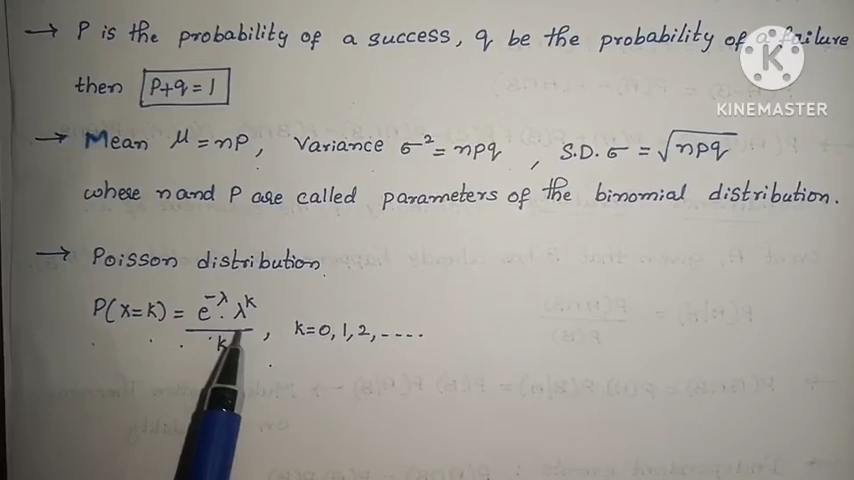 → P is the probability of a success, q be the probability of a failure
then P+q=1
→ Mean μ = nP, Variance σ² = npq, S.D. σ = √npq
where n and P are called parameters of the binomial distribution.
→ Poisson distribution
P(X=K) = e^-λ . λ^K / K , K=0,1,2,-....
K
KINEMASTER